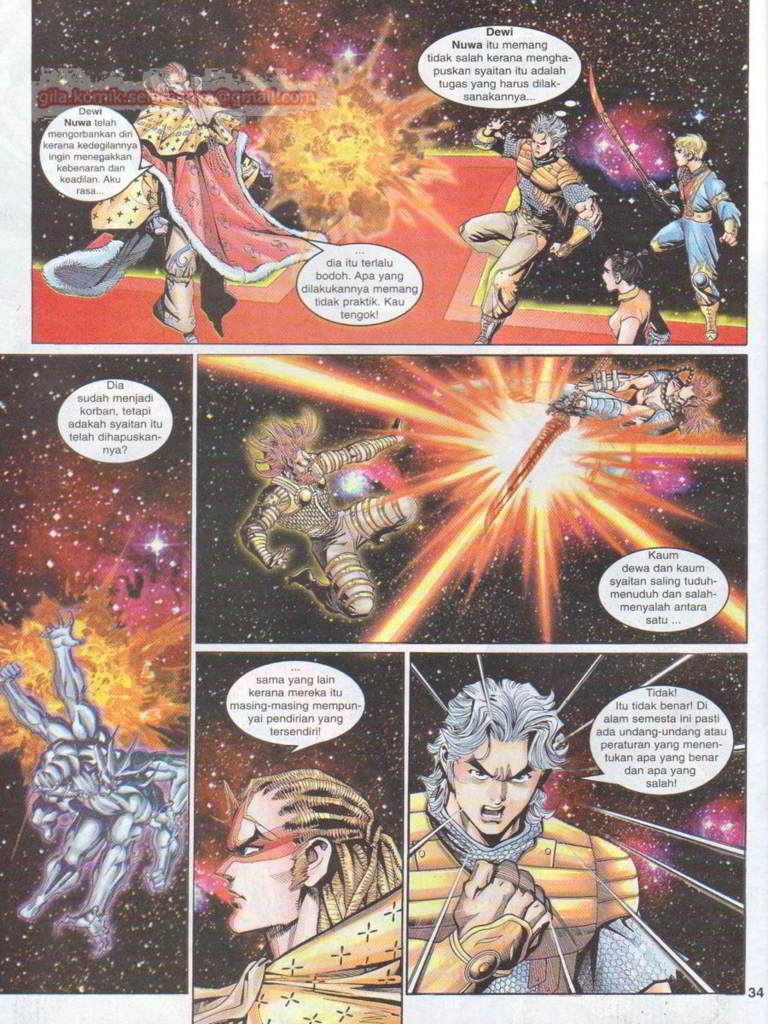 Dewi
Nuwa telah
mengorbankan diri
kerana kedegilannya
ingin menegakkan
kebenaran dan
keadilan. Aku
rasa...
Dewi
Nuwa itu memang
tidak salah kerana mengha-
puskan syaitan itu adalah
tugas yang harus dilak-
sanakannya...
...
dia itu terlalu
bodoh. Apa yang
dilakukannya memang
tidak praktik. Kau
tengok!
Dia
sudah menjadi
korban, tetapi
adakah syaitan itu
telah dihapuskan-
nya?
Kaum
dewa dan kaum
syaitan saling tuduh-
menuduh dan salah-
menyalah antara
satu ...
...
sama yang lain
kerana mereka itu
masing-masing mempun-
yai pendirian yang
tersendiri!
Tidak!
Itu tidak benar! Di
alam semesta ini pasti
ada undang-undang atau
peraturan yang menen-
tukan apa yang benar
dan apa yang
salah!
34